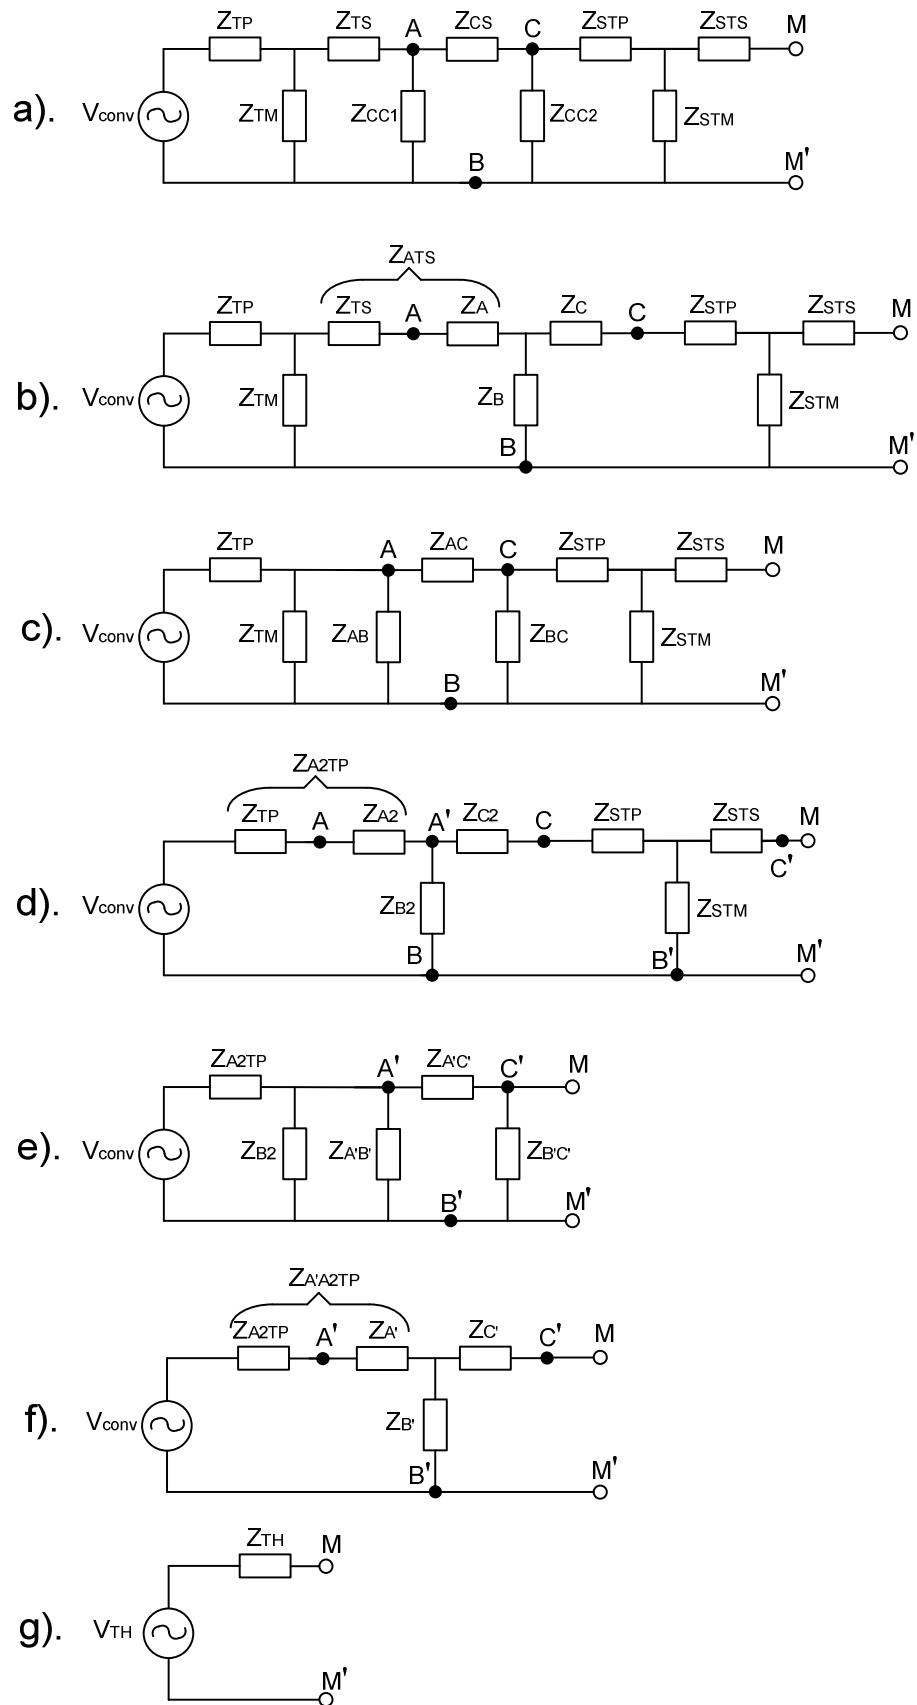 ZTP ZTS A ZCS C ZSTP ZSTS M
a). Vconv ZTM ZCC1 ZCC2 ZSTM
B M'
ZATS
ZTP ZTS A ZA ZC C ZSTP ZSTS M
b). Vconv ZTM ZB ZSTM
B M'
ZTP A ZAC C ZSTP ZSTS M
c). Vconv ZTM ZAB ZBC ZSTM
B M'
ZA2TP
ZTP A ZA2 A' ZC2 C ZSTP ZSTS M
C'
d). Vconv ZB2 ZSTM
B B' M'
ZA2TP A' ZA'C' C' M
e). Vconv ZB2 ZA'B' ZB'C'
B' M'
ZA'A2TP
ZA2TP A' ZA' ZC' C' M
f). Vconv ZB'
B' M'
ZTH M
g). VTH
M'